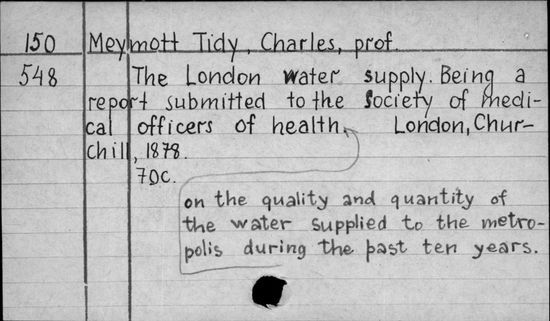 150 Meymott Tidy, Charles, prof.
548 The London water supply. Being a
report submitted to the Society of medi-
cal officers of health, London, Chur-
chill, 1878.
7DC.
on the quality and quantity of
the water supplied to the metro-
polis during the past ten years.